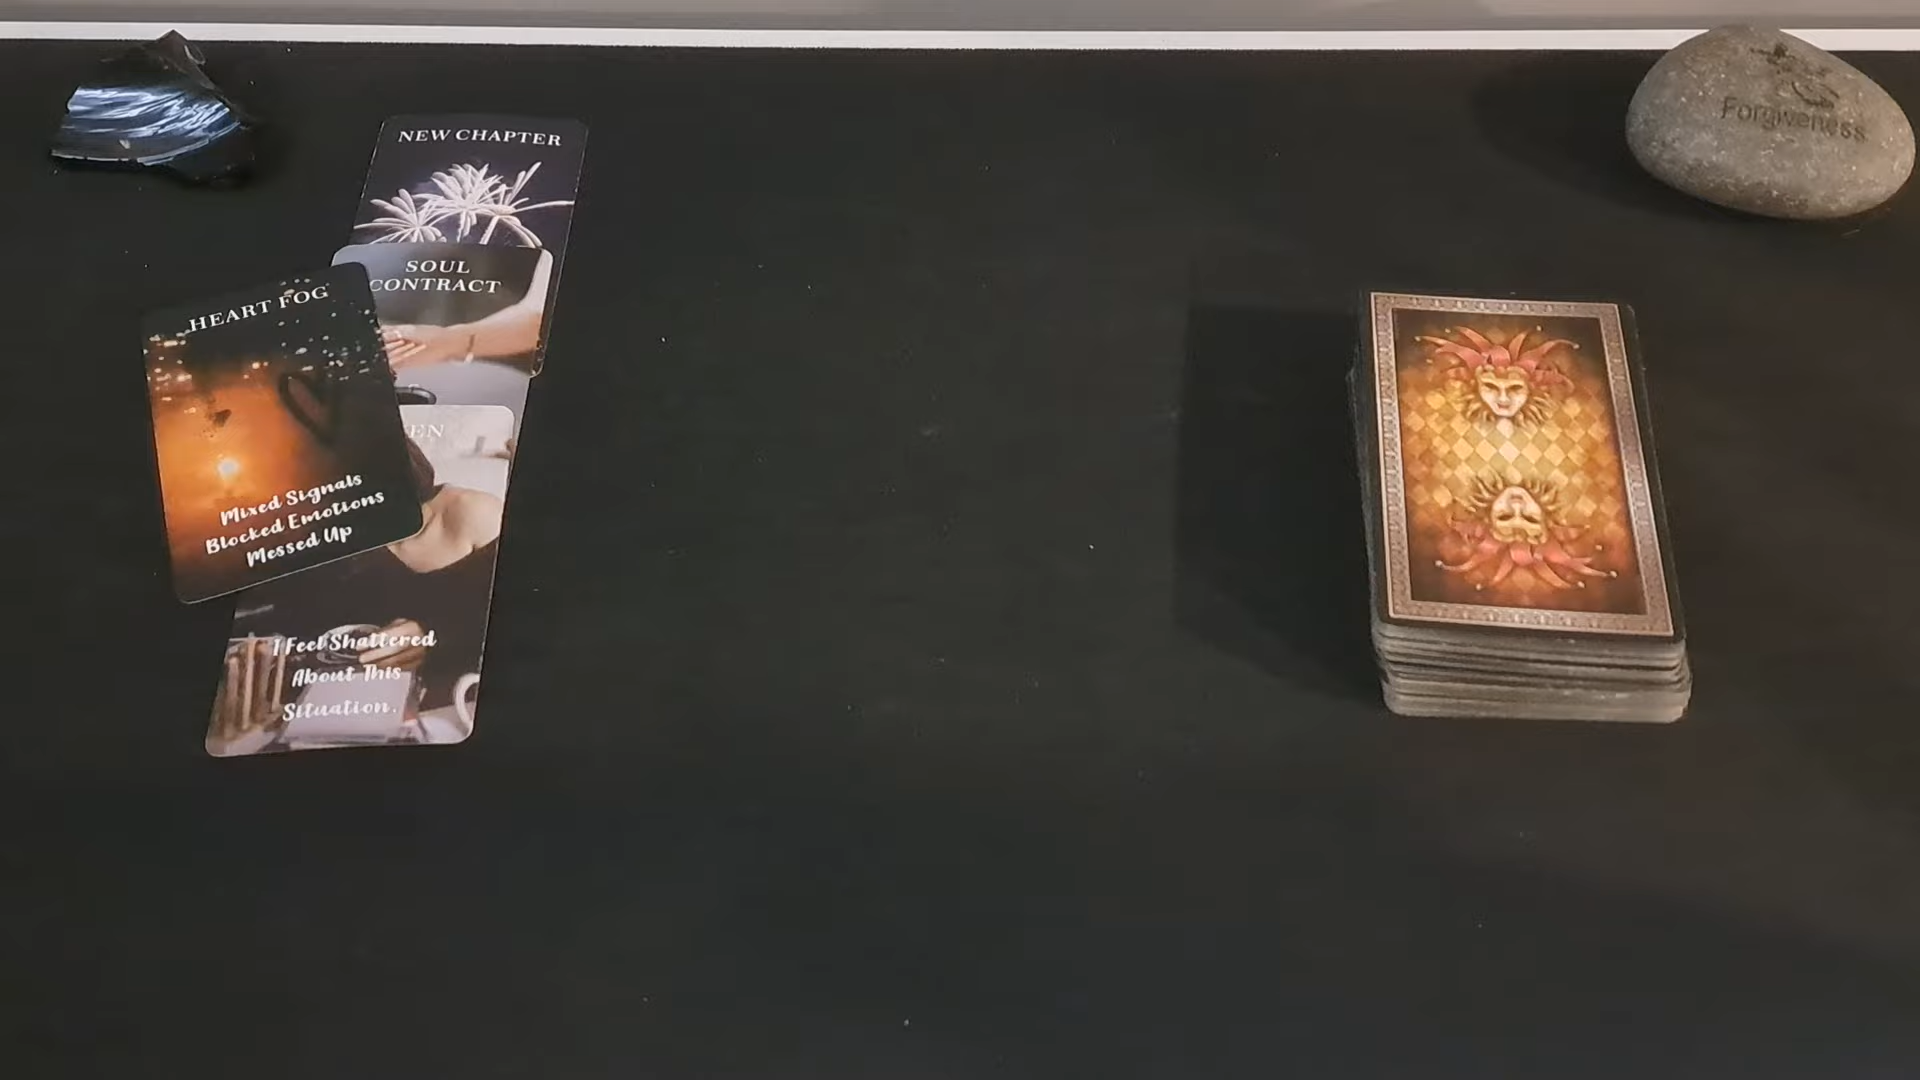 NEW CHAPTER
SOUL
CONTRACT
HEART FOG
Mixed Signals
Blocked Emotions
Messed Up
I Feel Shattered
About This
Situation.
Forgiveness